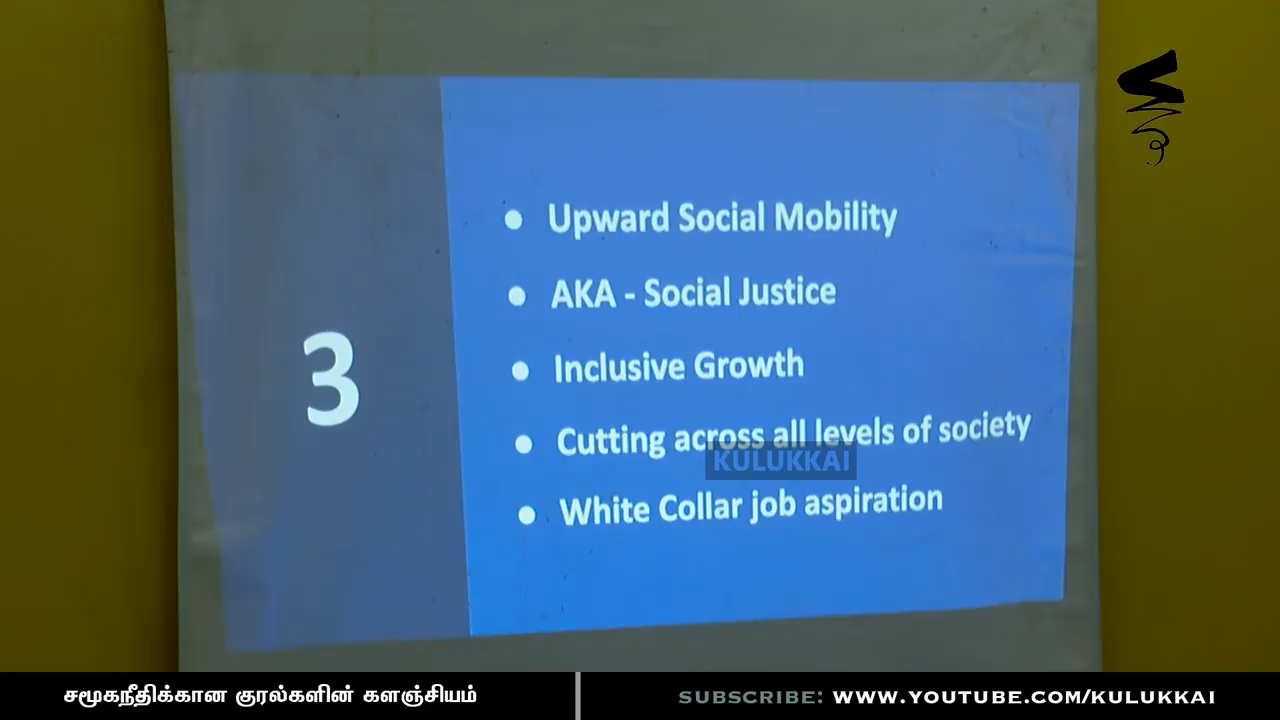 3
Upward Social Mobility
AKA - Social Justice
Inclusive Growth
Cutting across all levels of society
KULUKKAI
White Collar job aspiration
சமூகநீதிக்கான குரல்களின் களஞ்சியம்
SUBSCRIBE: WWW.YOUTUBE.COM/KULUKKAI